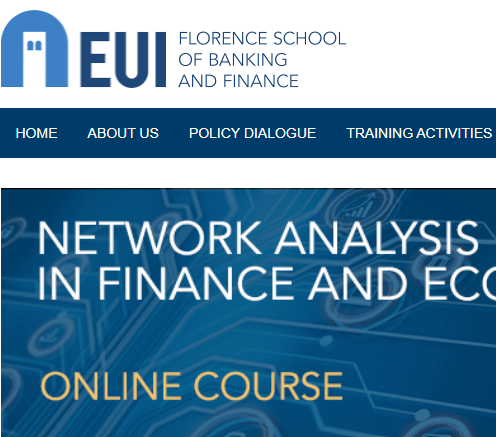 EUI
FLORENCE SCHOOL
OF BANKING
AND FINANCE
HOME ABOUT US POLICY DIALOGUE TRAINING ACTIVITIES
NETWORK ANALYSIS
IN FINANCE AND ECO
ONLINE COURSE